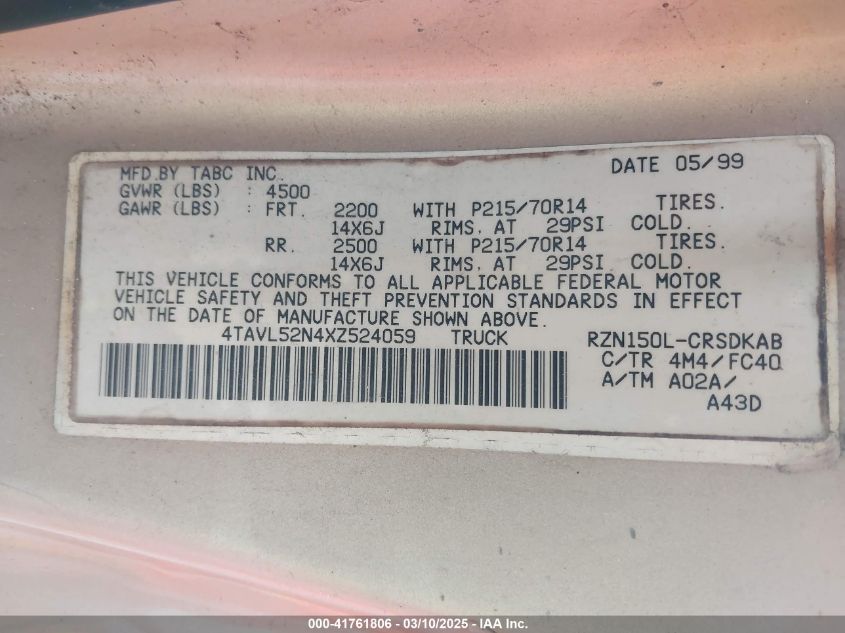 MFD.BY TABC INC. DATE 05/99
GVWR (LBS) : 4500
GAWR (LBS) : FRT. 2200 WITH P215/70R14 TIRES.
14X6J RIMS. AT 29PSI COLD.
RR. 2500 WITH P215/70R14 TIRES.
14X6J RIMS. AT 29PSI COLD.
THIS VEHICLE CONFORMS TO ALL APPLICABLE FEDERAL MOTOR
VEHICLE SAFETY AND THEFT PREVENTION STANDARDS IN EFFECT
ON THE DATE OF MANUFACTURE SHOWN ABOVE.
4TAVL52N4XZ524059 TRUCK RZN150L-CRSDKAB
C/TR 4M4/FC40
A/TM A02A/
A43D
000-41761806 - 03/10/2025 - IAA Inc.